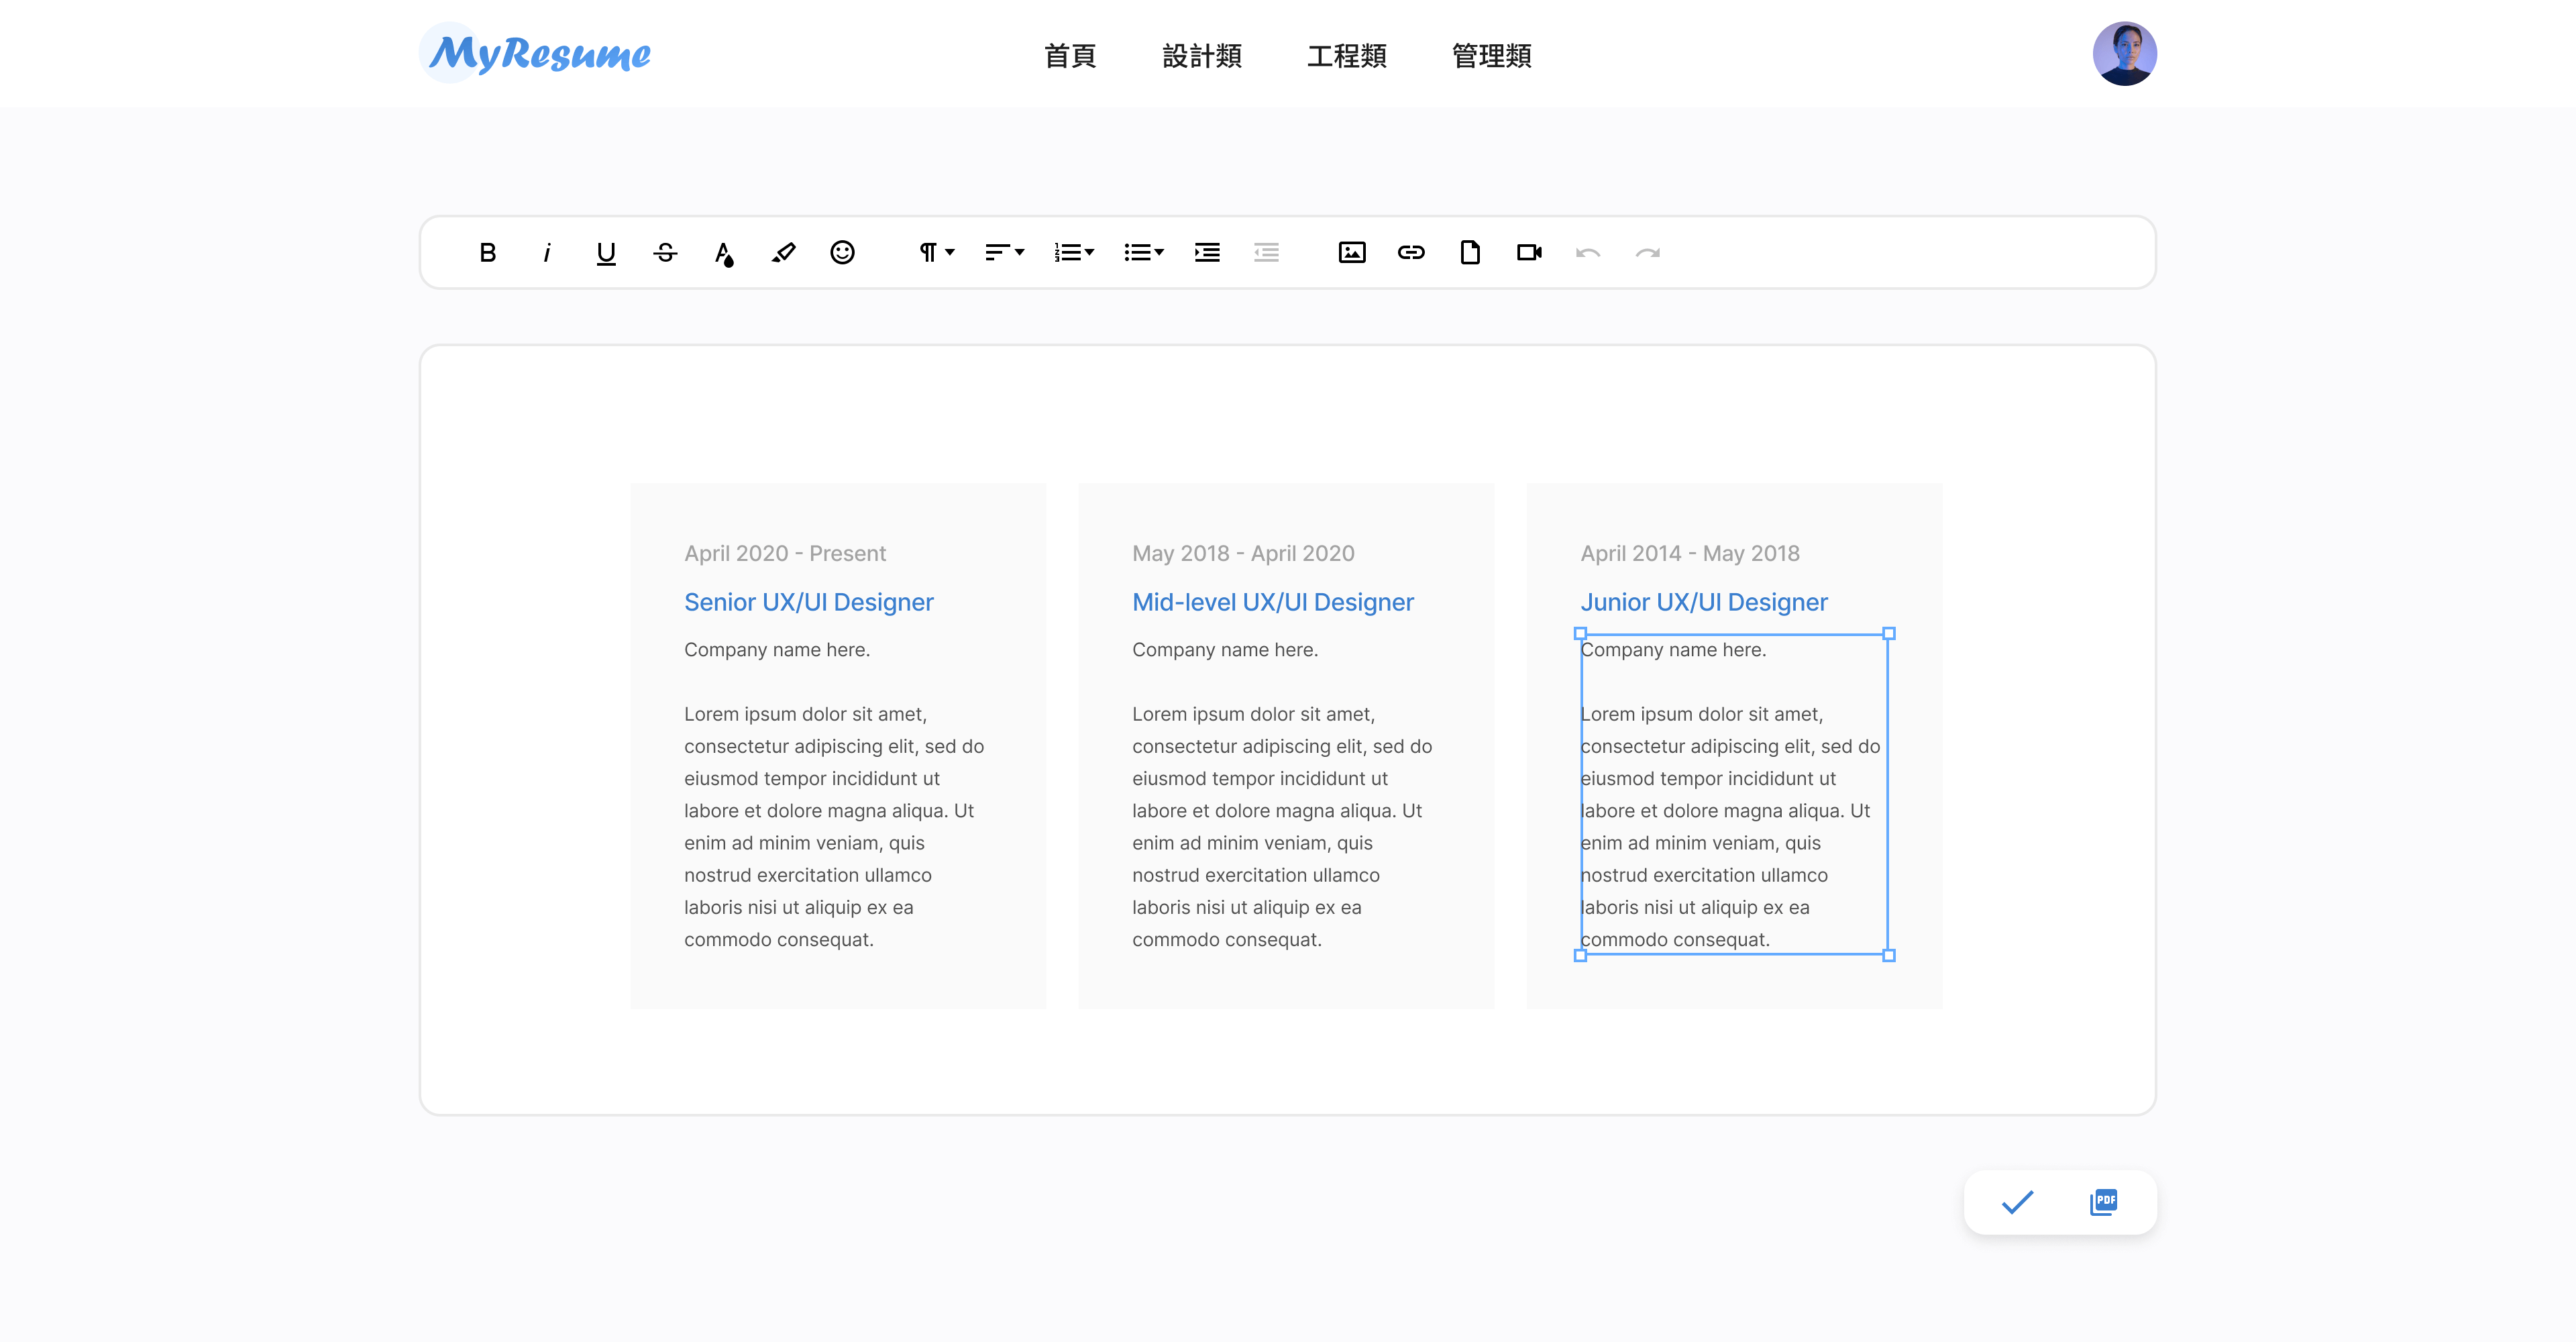 MyResume
首頁 設計類 工程類 管理類
April 2020 - Present
Senior UX/UI Designer
Company name here.
Lorem ipsum dolor sit amet,
consectetur adipiscing elit, sed do
eiusmod tempor incididunt ut
labore et dolore magna aliqua. Ut
enim ad minim veniam, quis
nostrud exercitation ullamco
laboris nisi ut aliquip ex ea
commodo consequat.
May 2018 - April 2020
Mid-level UX/UI Designer
Company name here.
Lorem ipsum dolor sit amet,
consectetur adipiscing elit, sed do
eiusmod tempor incididunt ut
labore et dolore magna aliqua. Ut
enim ad minim veniam, quis
nostrud exercitation ullamco
laboris nisi ut aliquip ex ea
commodo consequat.
April 2014 - May 2018
Junior UX/UI Designer
Company name here.
Lorem ipsum dolor sit amet,
consectetur adipiscing elit, sed do
eiusmod tempor incididunt ut
labore et dolore magna aliqua. Ut
enim ad minim veniam, quis
nostrud exercitation ullamco
laboris nisi ut aliquip ex ea
commodo consequat.
PDF